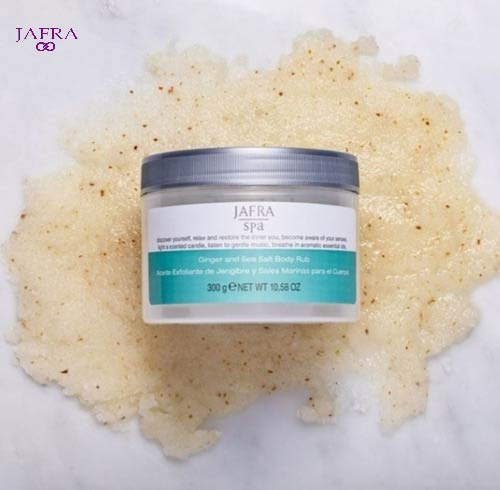 JAFRA
JAFRA
spa
discover yourself, relax and restore the inner you, become aware of your senses,
light a scented candle, listen to gentle music, breathe in aromatic essential oils.
Ginger and Sea Salt Body Rub
Aceite Exfoliante de Jengibre y Sales Marinas para el Cuerpo
300 g ℮ NET WT 10.58 OZ